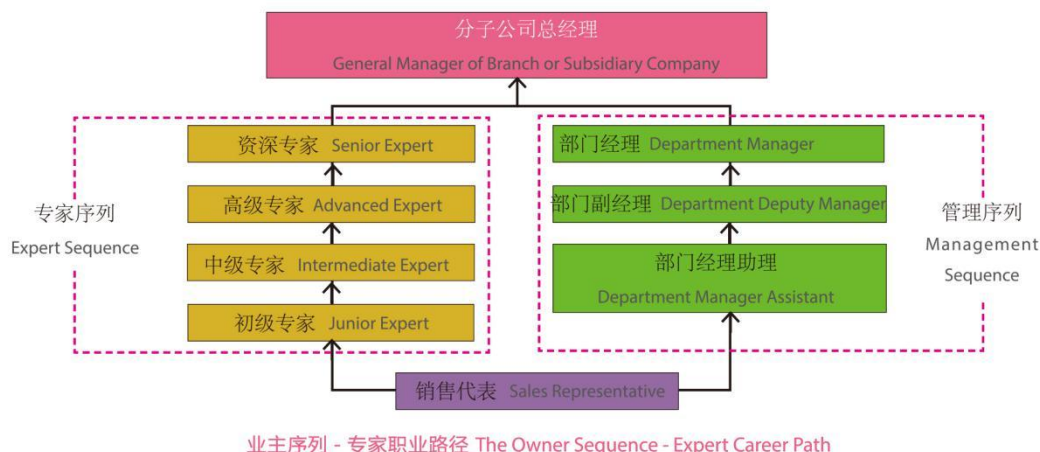 分子公司总经理
General Manager of Branch or Subsidiary Company
资深专家 Senior Expert
高级专家 Advanced Expert
中级专家 Intermediate Expert
初级专家 Junior Expert
专家序列
Expert Sequence
部门经理 Department Manager
部门副经理 Department Deputy Manager
部门经理助理
Department Manager Assistant
管理序列
Management
Sequence
销售代表 Sales Representative
业主序列 - 专家职业路径 The Owner Sequence - Expert Career Path